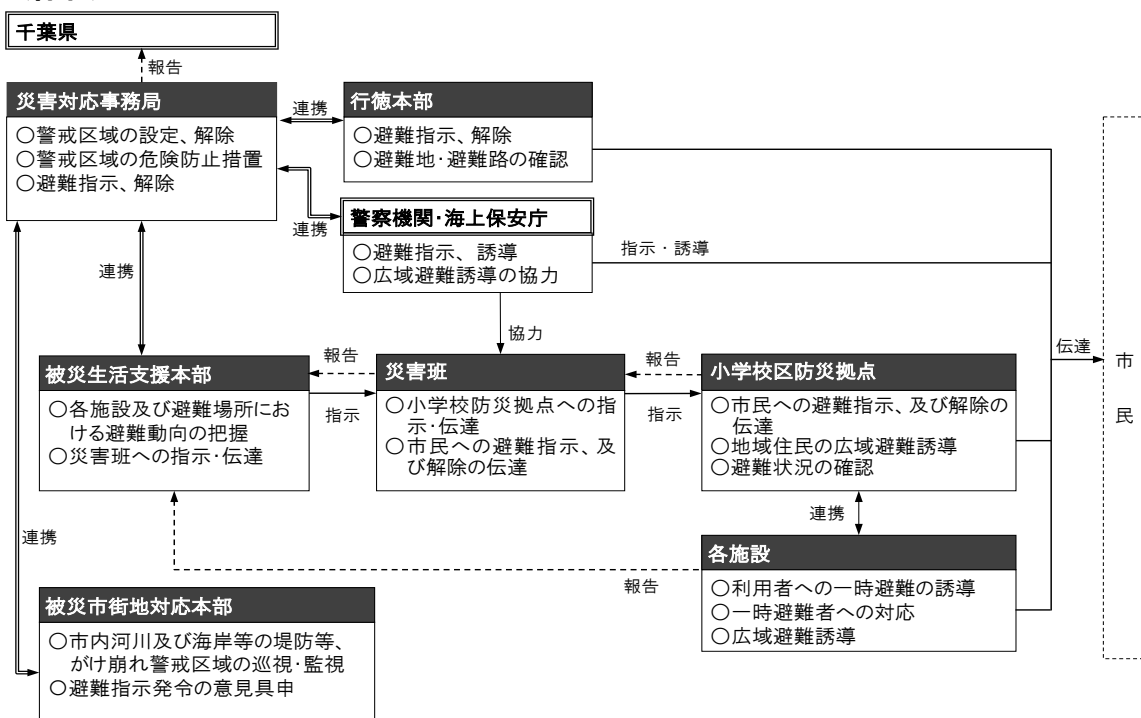 千葉県
報告
災害対応事務局
○警戒区域の設定、解除
○警戒区域の危険防止措置
○避難指示、解除
連携
行徳本部
○避難指示、解除
○避難地・避難路の確認
連携
警察機関・海上保安庁
○避難指示、誘導
○広域避難誘導の協力
指示・誘導
連携
協力
伝達
市
民
被災生活支援本部
○各施設及び避難場所にお
ける避難動向の把握
○災害班への指示・伝達
報告
指示
災害班
○小学校防災拠点への指
示・伝達
○市民への避難指示、及
び解除の伝達
報告
指示
小学校区防災拠点
○市民への避難指示、及び解除の
伝達
○地域住民の広域避難誘導
○避難状況の確認
連携
連携
報告
各施設
○利用者への一時避難の誘導
○一時避難者への対応
○広域避難誘導
被災市街地対応本部
○市内河川及び海岸等の堤防等、
がけ崩れ警戒区域の巡視・監視
○避難指示発令の意見具申